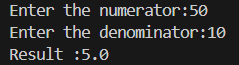 Enter the numerator:50
Enter the denominator:10
Result :5.0